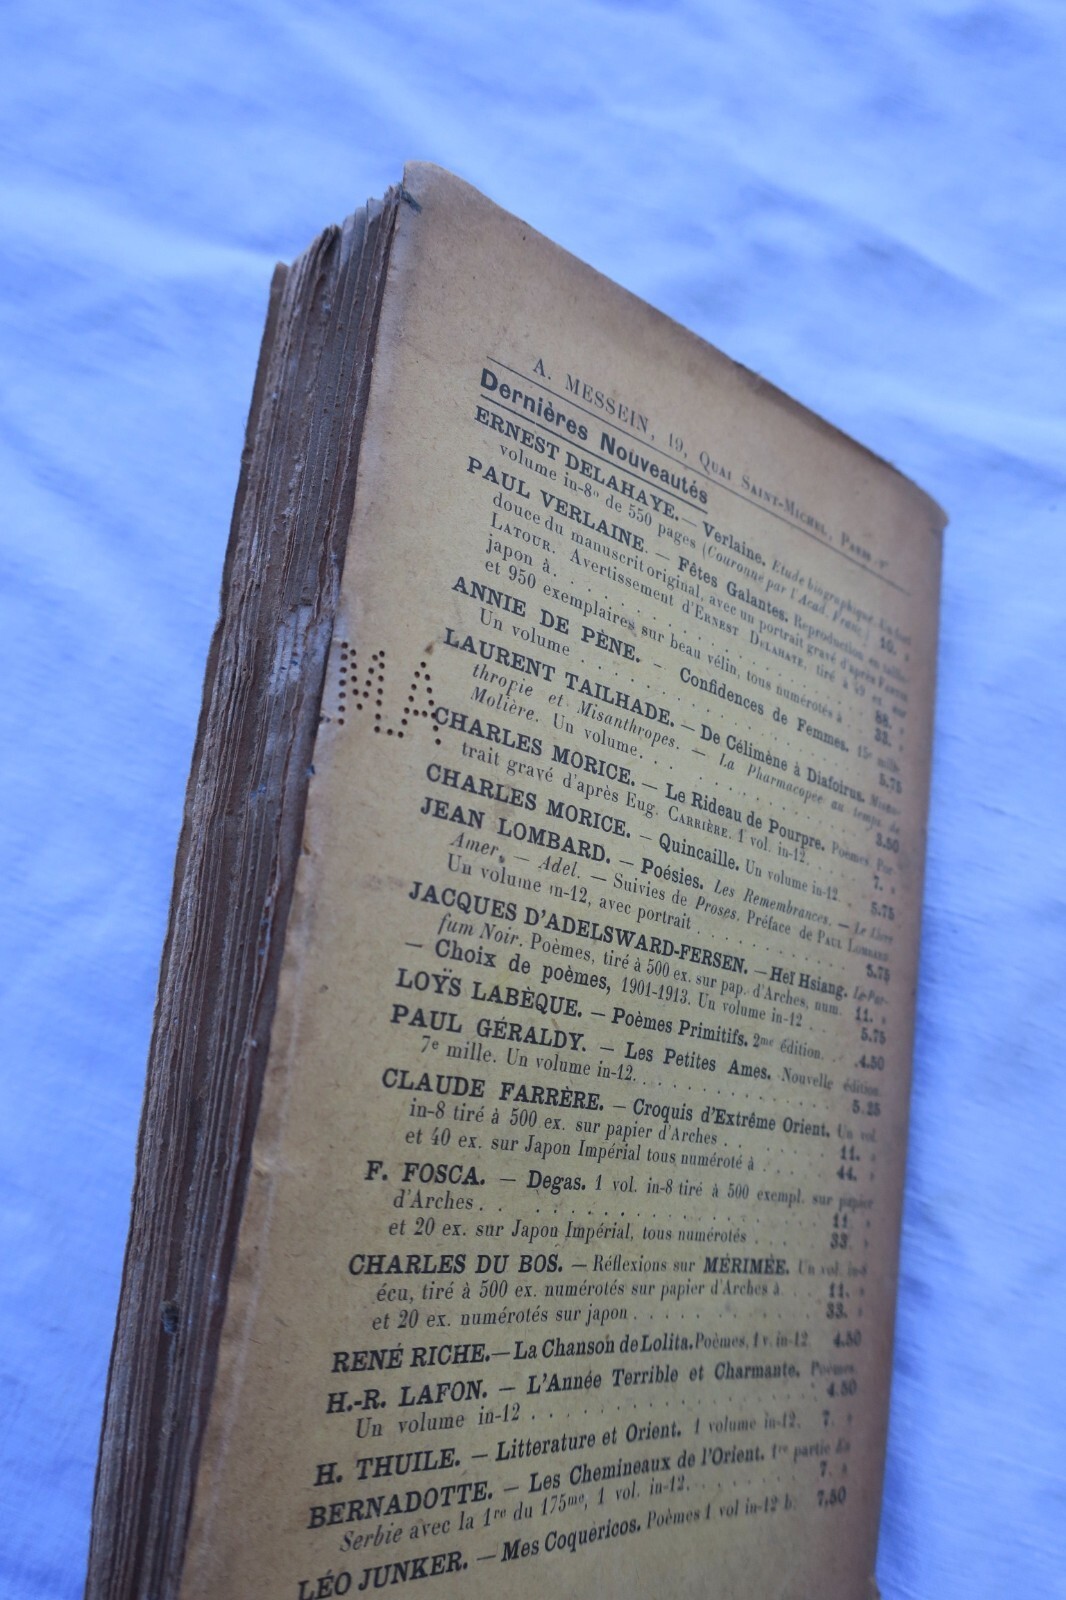 A. MESSEIN, 19, QUAI SAINT-MICHEL, PARIS
Dernières Nouveautés
ERNEST DELAHAYE. — Verlaine. Etude biographique. Un fort
volume in-8º de 550 pages (Couronné par l'Acad. Franç.) 10. »
PAUL VERLAINE. — Fêtes Galantes. Reproduction en taille-
douce du manuscrit original, avec un portrait gravé d'après FANTIN
LATOUR. Avertissement d'ERNEST DELAHAYE, tiré à 49 ex. sur
japon à. . . . . . . . . . . . . 88. »
et 950 exemplaires sur beau vélin, tous numérotés à . . 33. »
ANNIE DE PÈNE. — Confidences de Femmes. 15e mille.
Un volume . . . . . . . . . . . 5.75
LAURENT TAILHADE. — De Célimène à Diafoirus.
thropie et Misanthropes. — La Pharmacopée au temps de
Molière. Un volume. . . . . . . . . . 3.50
CHARLES MORICE. — Le Rideau de Pourpre. Poèmes. Por-
trait gravé d'après Eug. CARRIÈRE. 1 vol. in-12. . . . 7. »
CHARLES MORICE. — Quincaille. Un volume in-12. . 5.75
JEAN LOMBARD. — Poésies. Les Remembrances. — Le Livre
Amer. — Adel. — Suivies de Proses. Préface de PAUL LOMBARD
Un volume in-12, avec portrait . . . . . . . . 5.75
JACQUES D'ADELSWARD-FERSEN. — Heï Hsiang. Le Par-
fum Noir. Poèmes, tiré à 500 ex. sur pap. d'Arches, num. 11. »
— Choix de poèmes, 1901-1913. Un volume in-12 . . 5.75
LOŸS LABÈQUE. — Poèmes Primitifs. 2me édition. . . 4.50
PAUL GÉRALDY. — Les Petites Ames. Nouvelle édition
7e mille. Un volume in-12. . . . . . . . . . 5.25
CLAUDE FARRÈRE. — Croquis d'Extrême Orient. Un vol.
in-8 tiré à 500 ex. sur papier d'Arches . . . . . 11. »
et 40 ex. sur Japon Impérial tous numéroté à . . . . 44. »
F. FOSCA. — Degas. 1 vol. in-8 tiré à 500 exempl. sur papier
d'Arches . . . . . . . . . . . . 11 »
et 20 ex. sur Japon Impérial, tous numérotés . . . . 33 »
CHARLES DU BOS. — Réflexions sur MÉRIMÉE. Un vol. in-8
écu, tiré à 500 ex. numérotés sur papier d'Arches à . . 11. »
et 20 ex. numérotés sur japon . . . . . . . . 33. »
RENÉ RICHE. — La Chanson de Lolita. Poèmes, 1 v. in-12. 4.50
H.-R. LAFON. — L'Année Terrible et Charmante. Poèmes
Un volume in-12 . . . . . . . . . . . 4.50
H. THUILE. — Litterature et Orient. 1 volume in-12. 7. »
BERNADOTTE. — Les Chemineaux de l'Orient. 1re partie En
Serbie avec la 1re du 175me, 1 vol. in-12. . . . . . 7. »
LÉO JUNKER. — Mes Coquericos. Poèmes 1 vol in-12 b. 7,50
MA